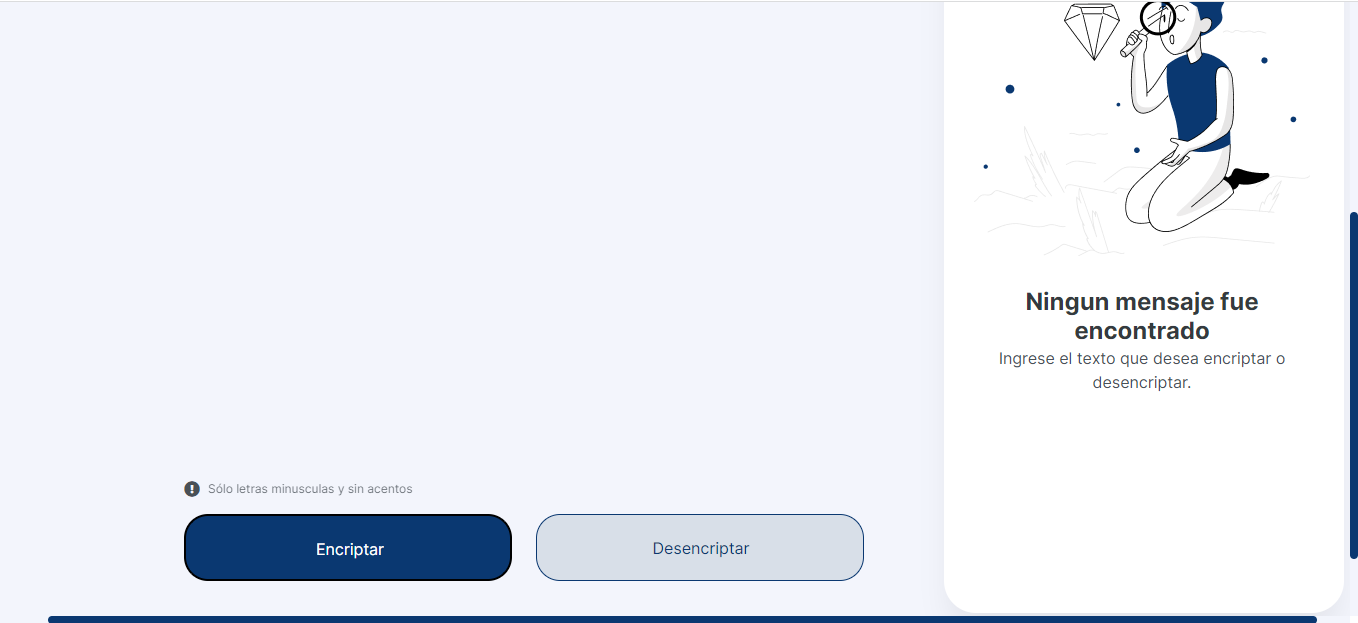 Ningun mensaje fue
encontrado
Ingrese el texto que desea encriptar o
desencriptar.
Sólo letras minusculas y sin acentos
Encriptar
Desencriptar